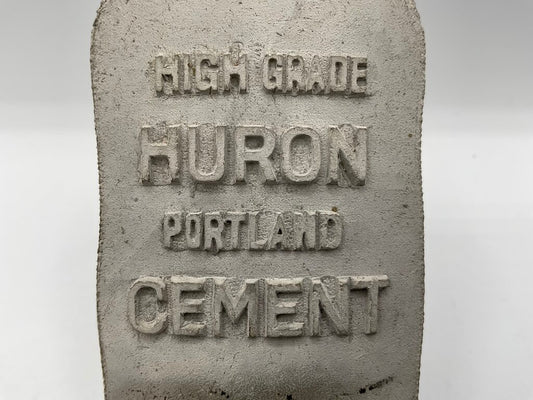 HIGH GRADE
HURON
PORTLAND
CEMENT